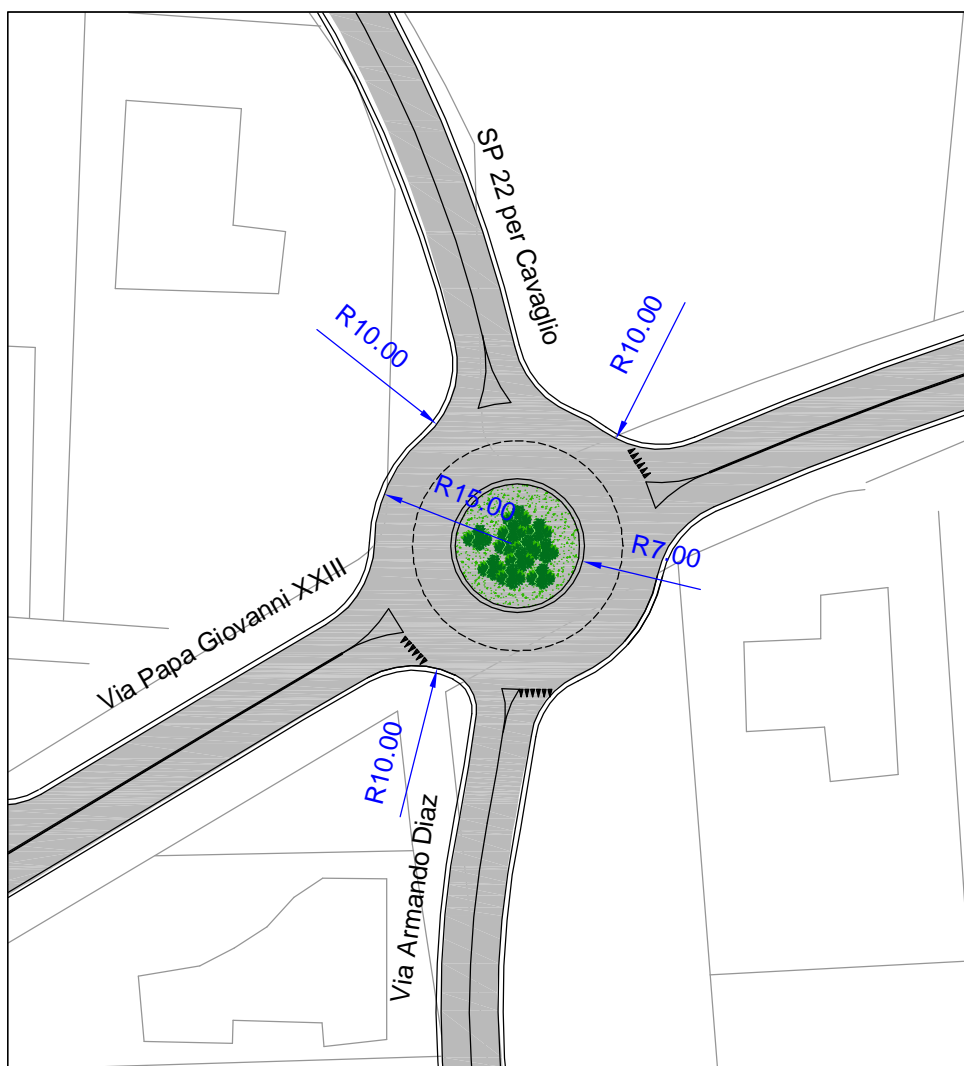 SP 22 per Cavaglio
R10.00
R10.00
R15.00
R7.00
Via Papa Giovanni XXIII
R10.00
Via Armando Diaz